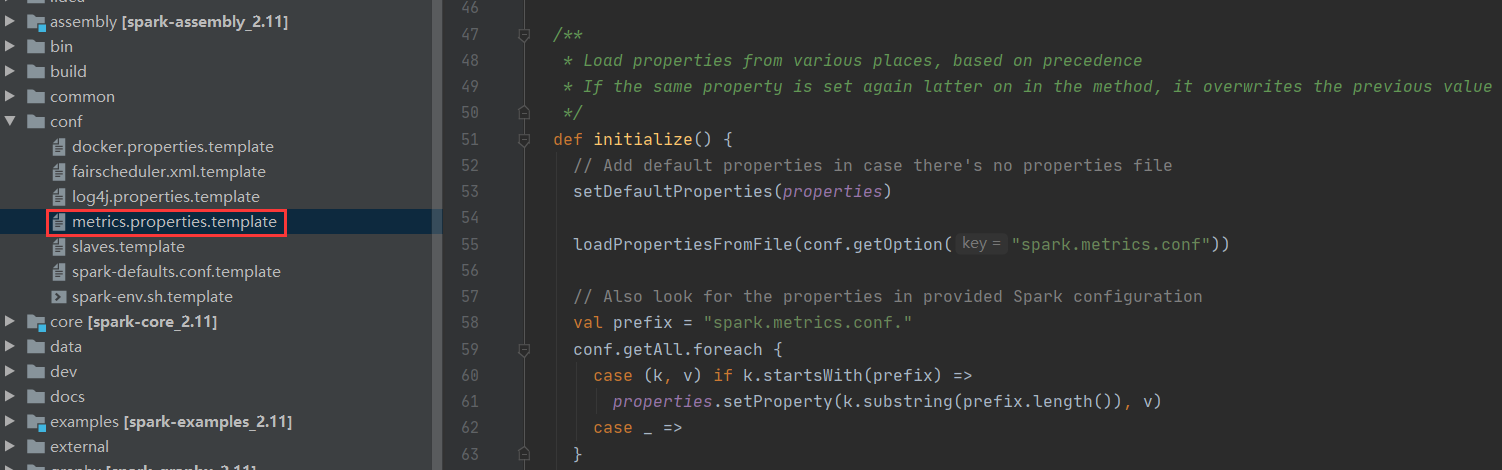 assembly [spark-assembly_2.11]
bin
build
common
conf
docker.properties.template
fairscheduler.xml.template
log4j.properties.template
metrics.properties.template
slaves.template
spark-defaults.conf.template
spark-env.sh.template
core [spark-core_2.11]
data
dev
docs
examples [spark-examples_2.11]
external
46
47 /**
48 * Load properties from various places, based on precedence
49 * If the same property is set again latter on in the method, it overwrites the previous value
50 */
51 def initialize() {
52 // Add default properties in case there's no properties file
53 setDefaultProperties(properties)
54
55 loadPropertiesFromFile(conf.getOption( key = "spark.metrics.conf"))
56
57 // Also look for the properties in provided Spark configuration
58 val prefix = "spark.metrics.conf."
59 conf.getAll.foreach {
60 case (k, v) if k.startsWith(prefix) =>
61 properties.setProperty(k.substring(prefix.length()), v)
62 case _ =>
63 }